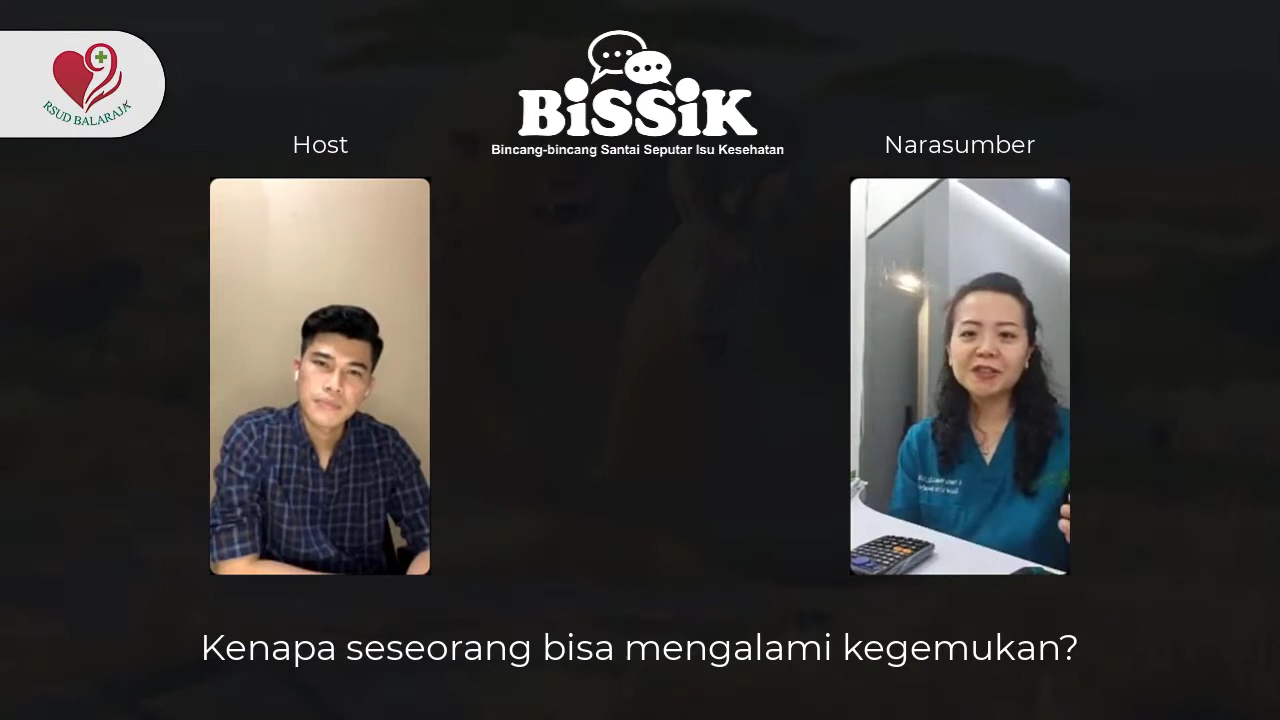 RSUD BALARAJA
BiSSiK
Bincang-bincang Santai Seputar Isu Kesehatan
Host
Narasumber
Kenapa seseorang bisa mengalami kegemukan?